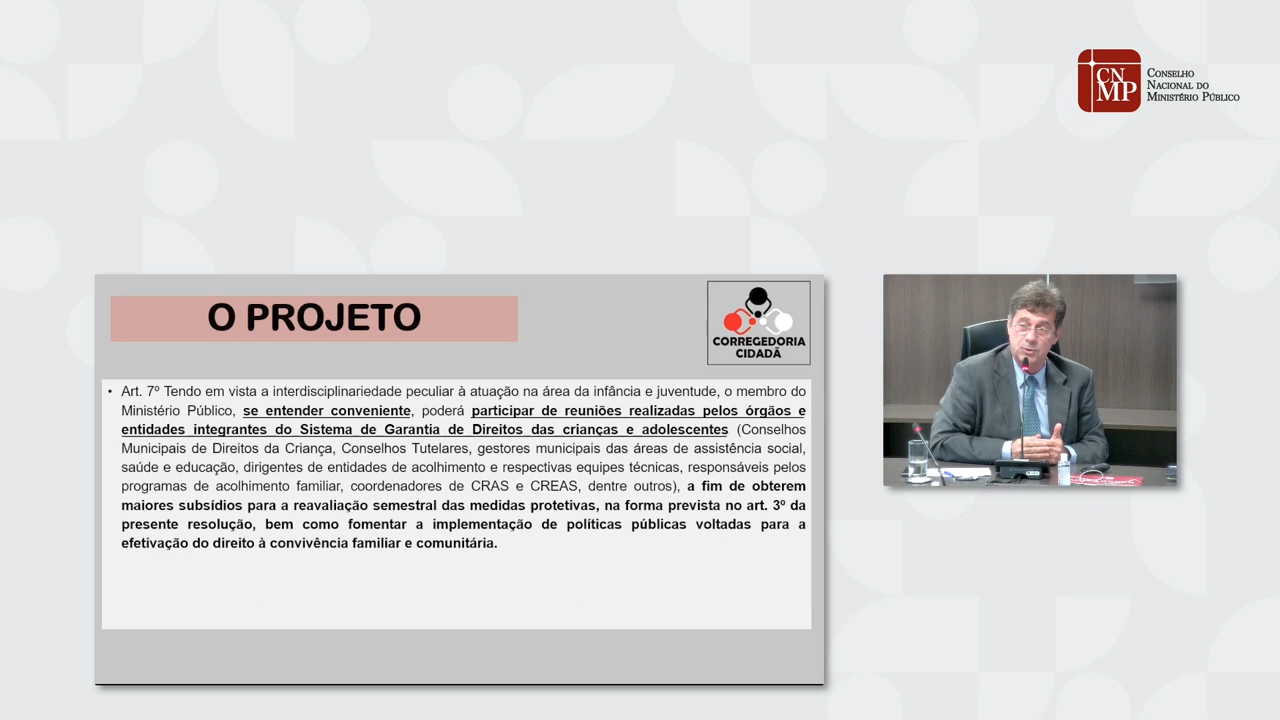 CN
MP
CONSELHO
NACIONAL DO
MINISTÉRIO PÚBLICO
O PROJETO
CORREGEDORIA
CIDADÃ
• Art. 7º Tendo em vista a interdisciplinariedade peculiar à atuação na área da infância e juventude, o membro do
Ministério Público, se entender conveniente, poderá participar de reuniões realizadas pelos órgãos e
entidades integrantes do Sistema de Garantia de Direitos das crianças e adolescentes (Conselhos
Municipais de Direitos da Criança, Conselhos Tutelares, gestores municipais das áreas de assistência social,
saúde e educação, dirigentes de entidades de acolhimento e respectivas equipes técnicas, responsáveis pelos
programas de acolhimento familiar, coordenadores de CRAS e CREAS, dentre outros), a fim de obterem
maiores subsídios para a reavaliação semestral das medidas protetivas, na forma prevista no art. 3º da
presente resolução, bem como fomentar a implementação de políticas públicas voltadas para a
efetivação do direito à convivência familiar e comunitária.